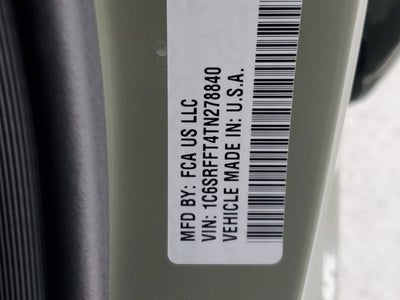 MFD BY: FCA US LLC
VIN: 1C6SRFFT4TN278840
VEHICLE MADE IN: U.S.A.